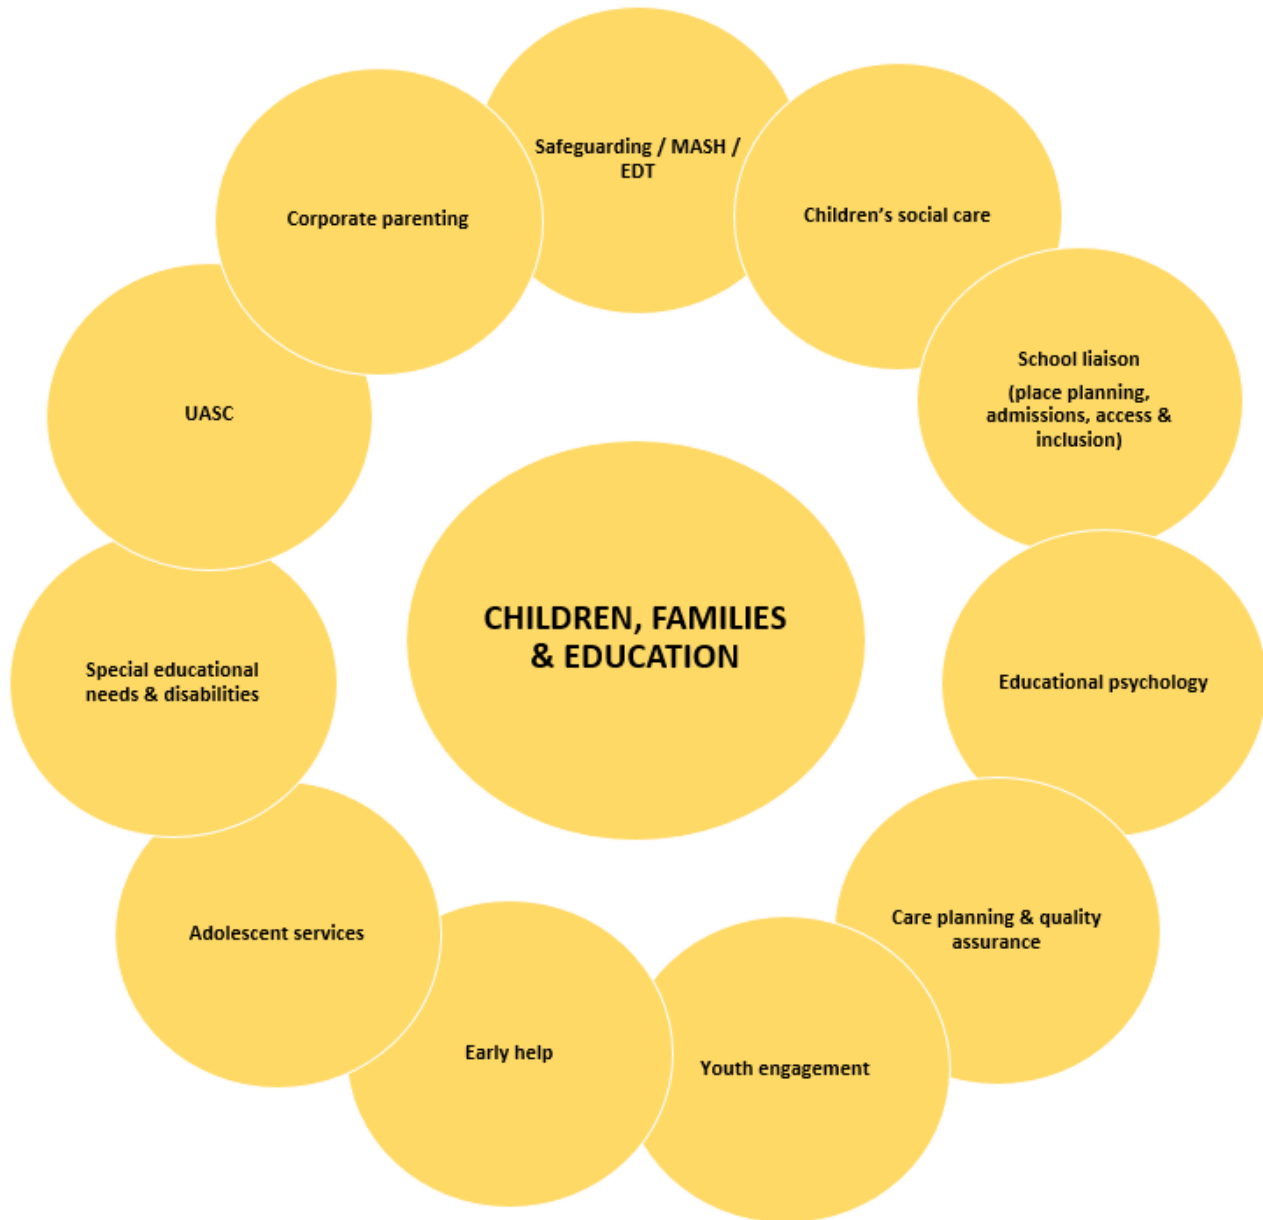 Safeguarding / MASH /
EDT
Children’s social care
School liaison
(place planning,
admissions, access &
inclusion)
Educational psychology
Care planning & quality
assurance
Youth engagement
Early help
Adolescent services
Special educational
needs & disabilities
UASC
Corporate parenting
CHILDREN, FAMILIES
& EDUCATION